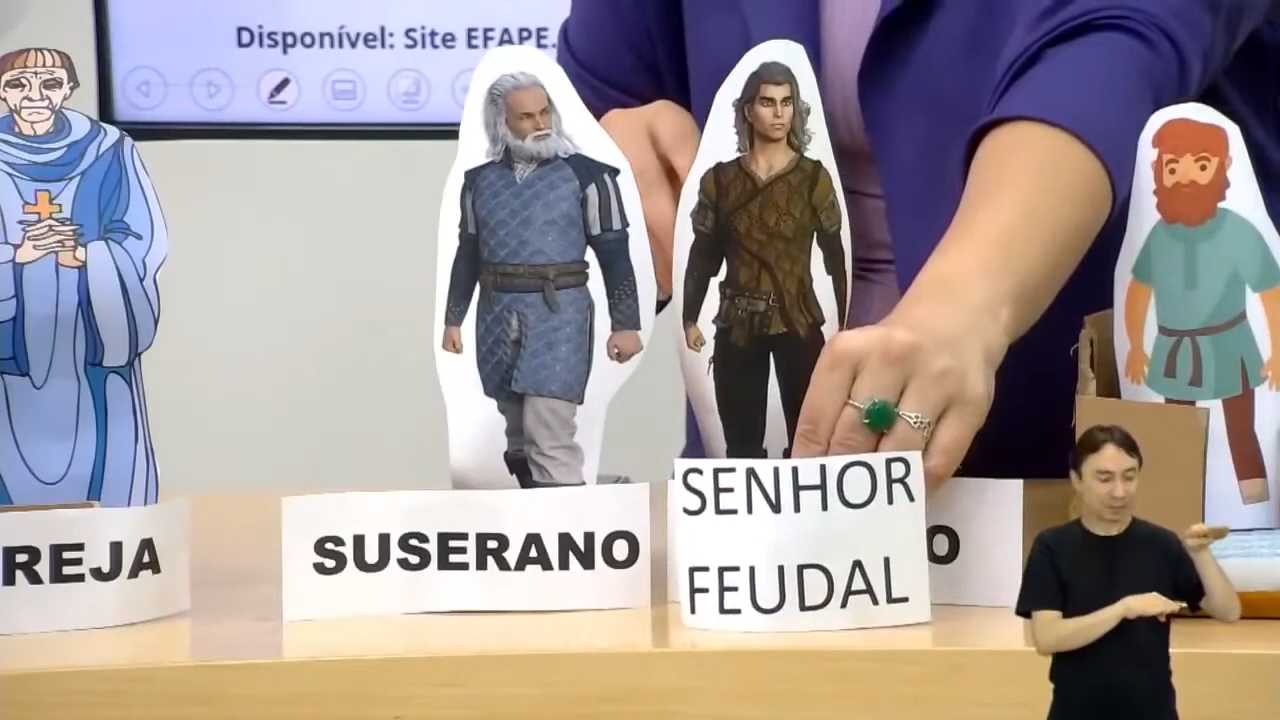 Disponível: Site EFAPE.
REJA
SUSERANO
SENHOR
FEUDAL
O